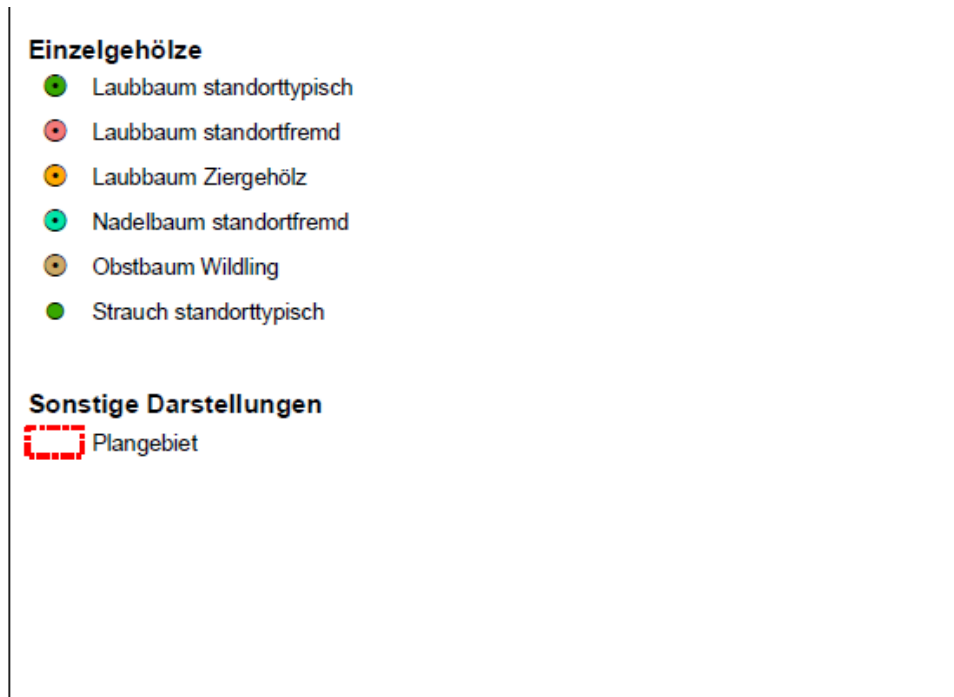 Einzelgehölze
Laubbaum standorttypisch
Laubbaum standortfremd
Laubbaum Ziergehölz
Nadelbaum standortfremd
Obstbaum Wildling
Strauch standorttypisch
Sonstige Darstellungen
Plangebiet